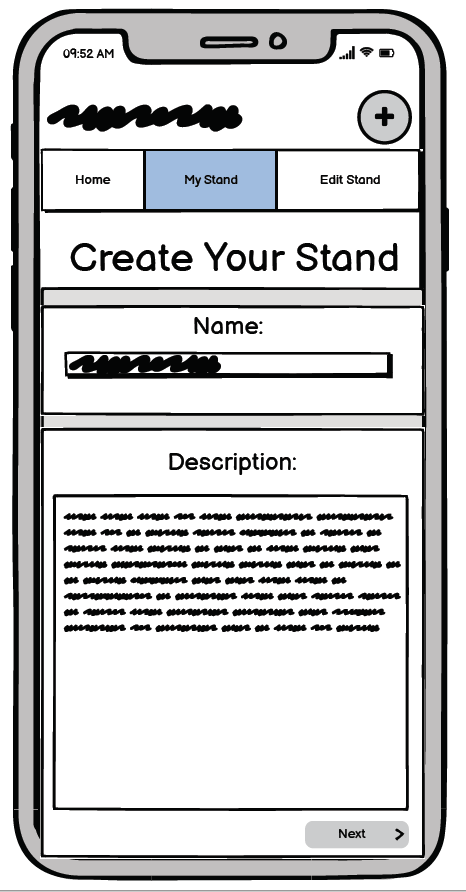 09:52 AM
Home My Stand Edit Stand
Create Your Stand
Name:
Description:
Next